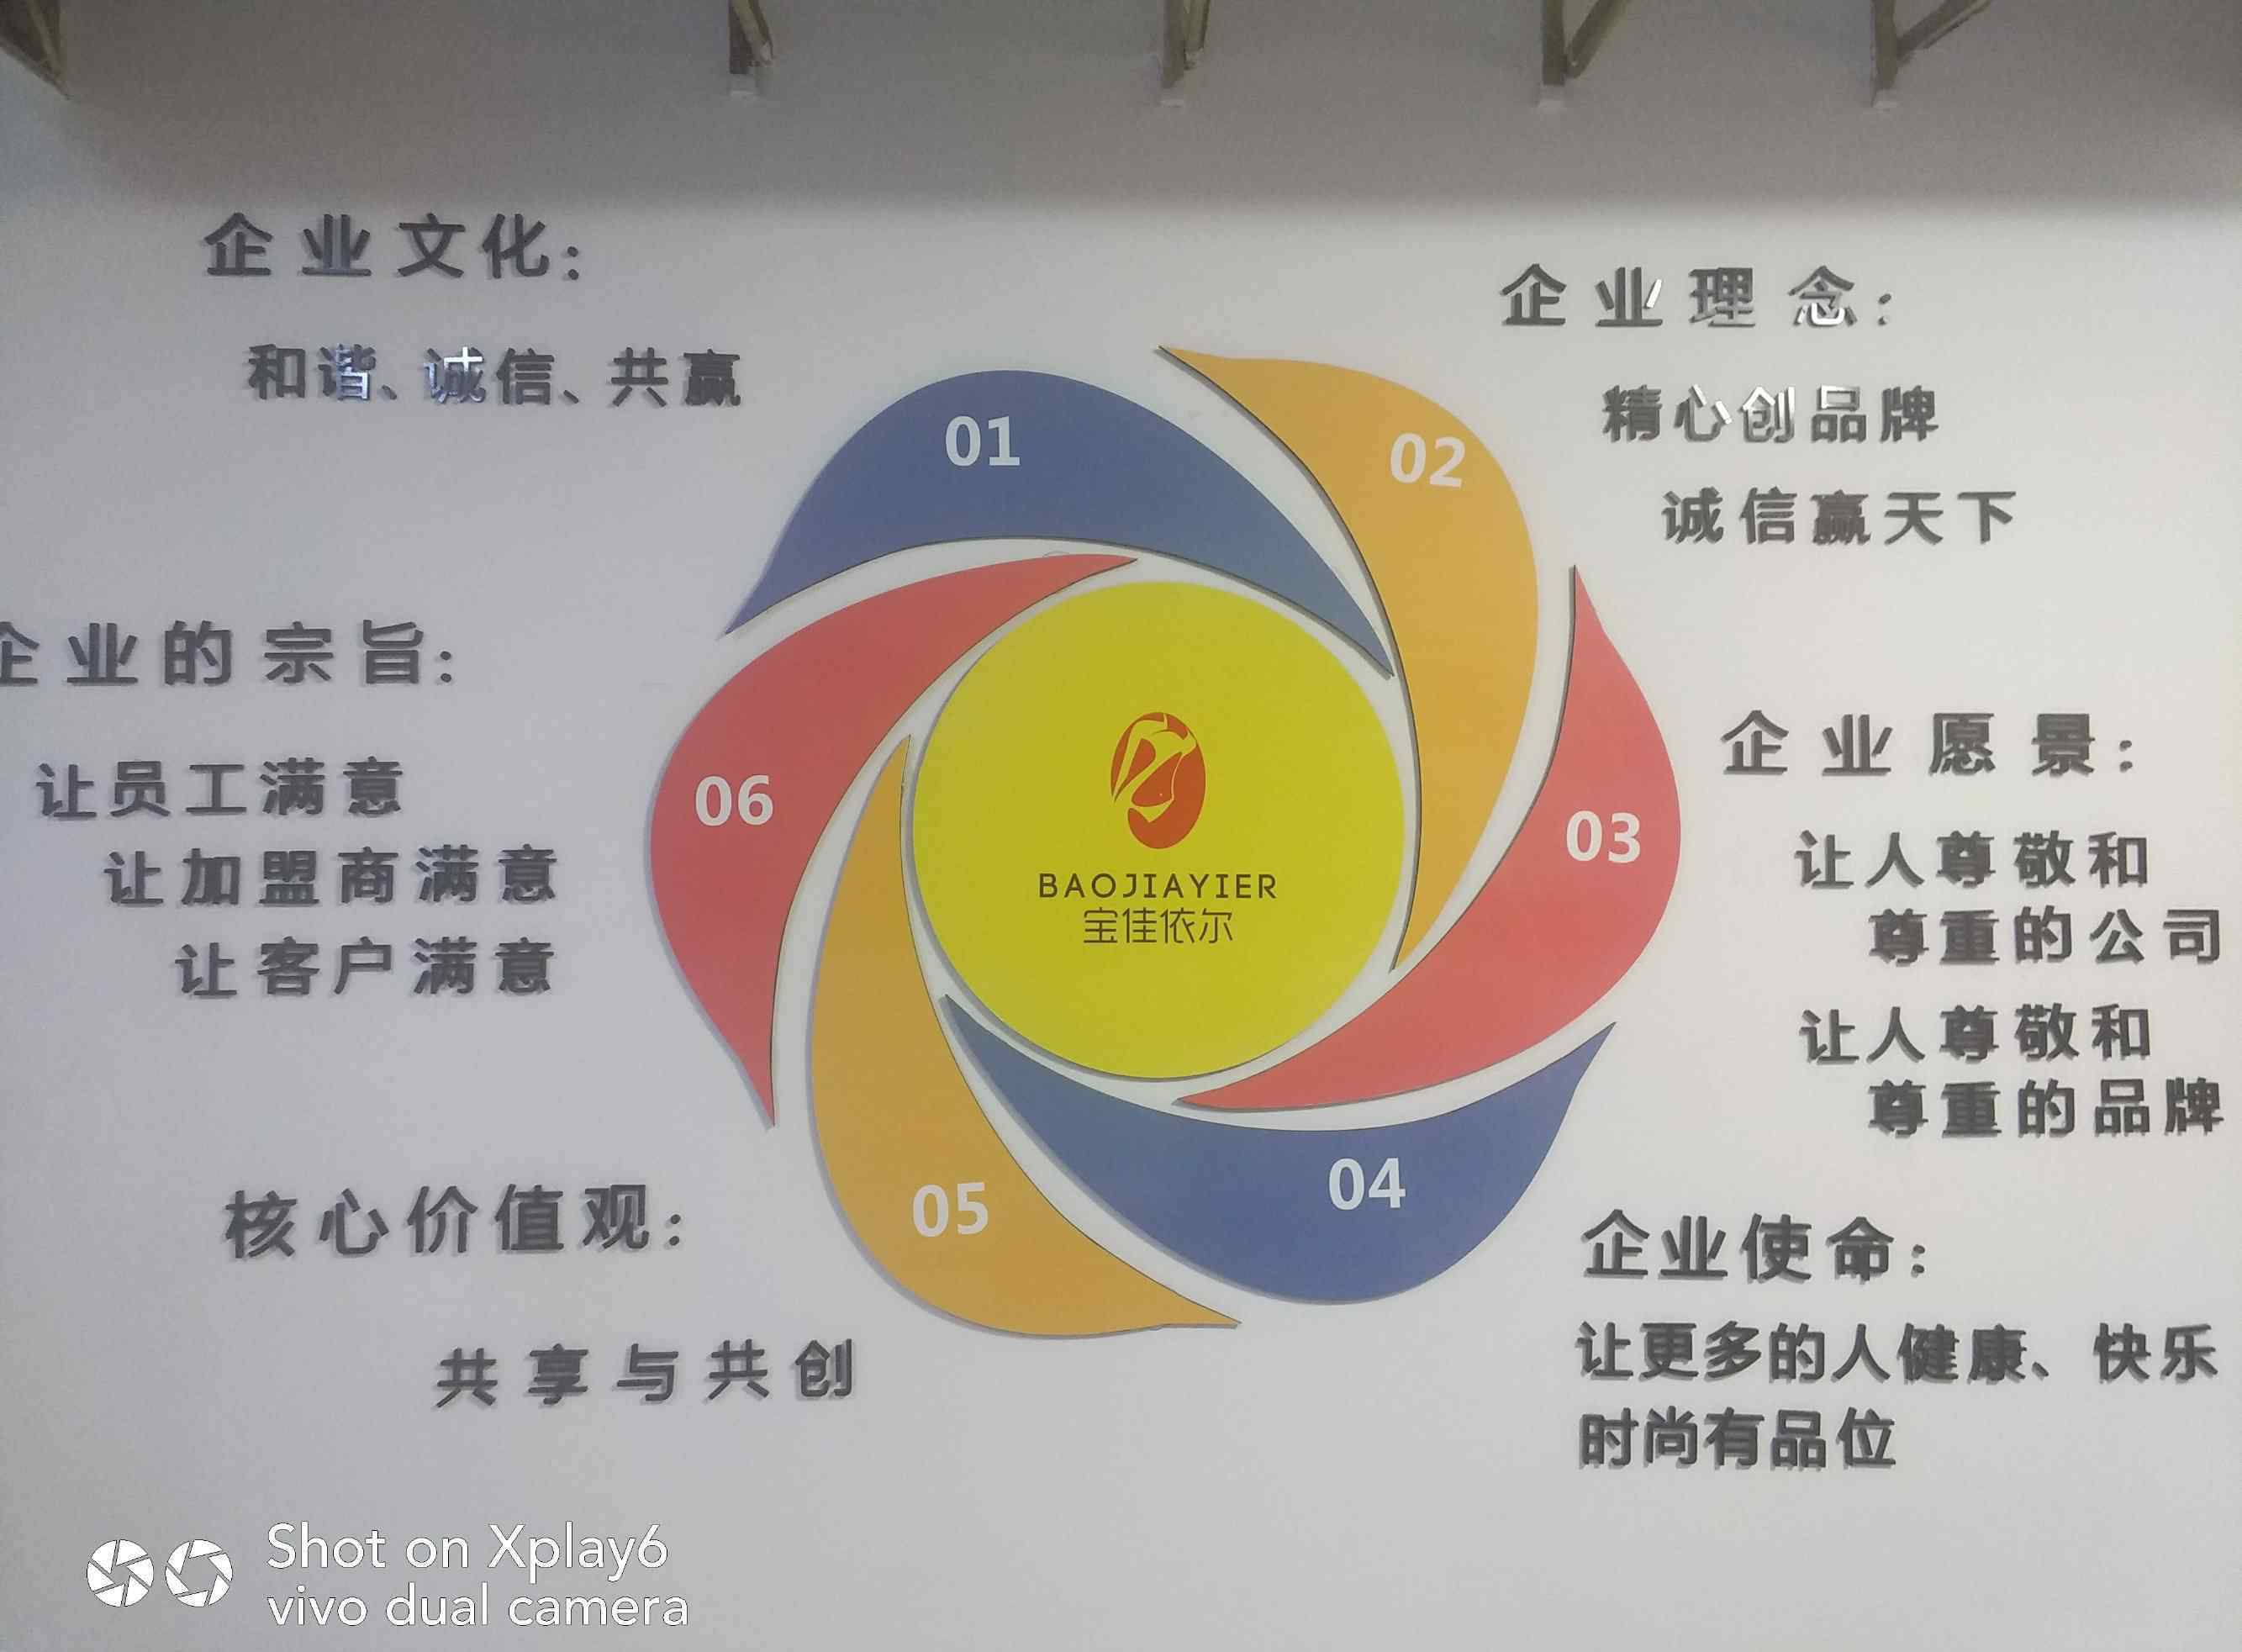 企业文化：
和谐、诚信、共赢
01
企业理念：
精心创品牌
诚信赢天下
02
企业愿景：
让人尊敬和
尊重的公司
让人尊敬和
尊重的品牌
03
企业使命：
让更多的人健康、快乐
时尚有品位
04
核心价值观：
共享与共创
05
企业的宗旨：
让员工满意
让加盟商满意
让客户满意
06
BAOJIAYIER
宝佳依尔
Shot on Xplay6
vivo dual camera